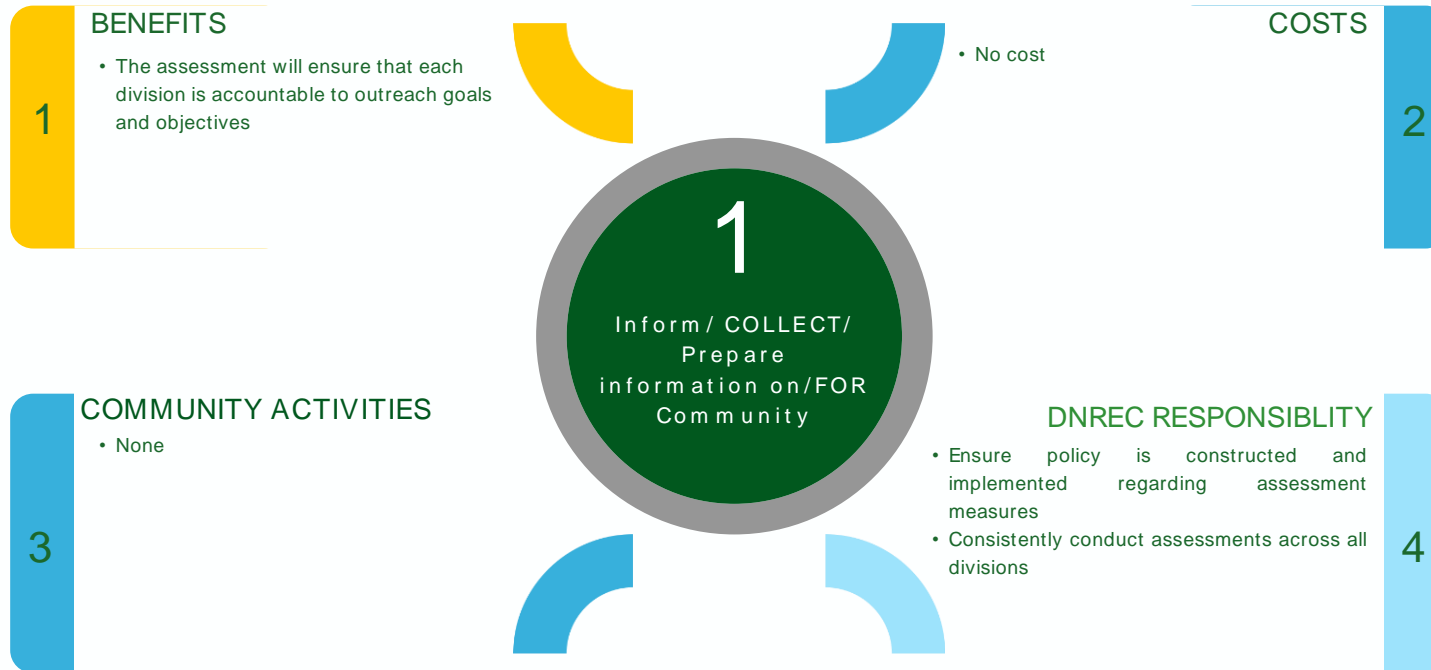 BENEFITS
• The assessment will ensure that each
division is accountable to outreach goals
and objectives
1
COSTS
• No cost
2
1
Inform/ COLLECT/
Prepare
information on/FOR
Community
COMMUNITY ACTIVITIES
• None
3
DNREC RESPONSIBLITY
• Ensure policy is constructed and
implemented regarding assessment
measures
• Consistently conduct assessments across all
divisions
4